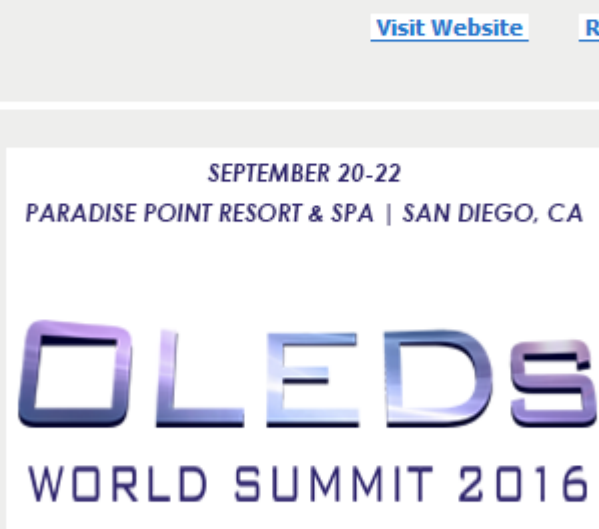 Visit Website R
SEPTEMBER 20-22
PARADISE POINT RESORT & SPA | SAN DIEGO, CA
OLEDs
WORLD SUMMIT 2016